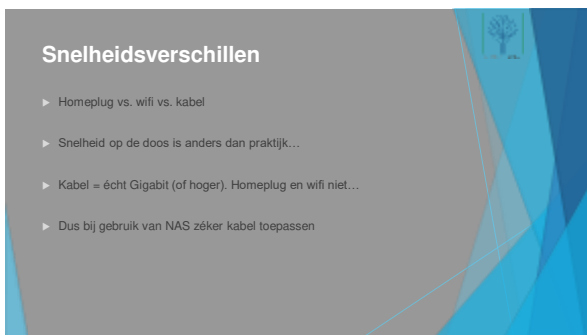 Snelheidsverschillen
Homeplug vs. wifi vs. kabel
Snelheid op de doos is anders dan praktijk…
Kabel = écht Gigabit (of hoger). Homeplug en wifi niet…
Dus bij gebruik van NAS zéker kabel toepassen